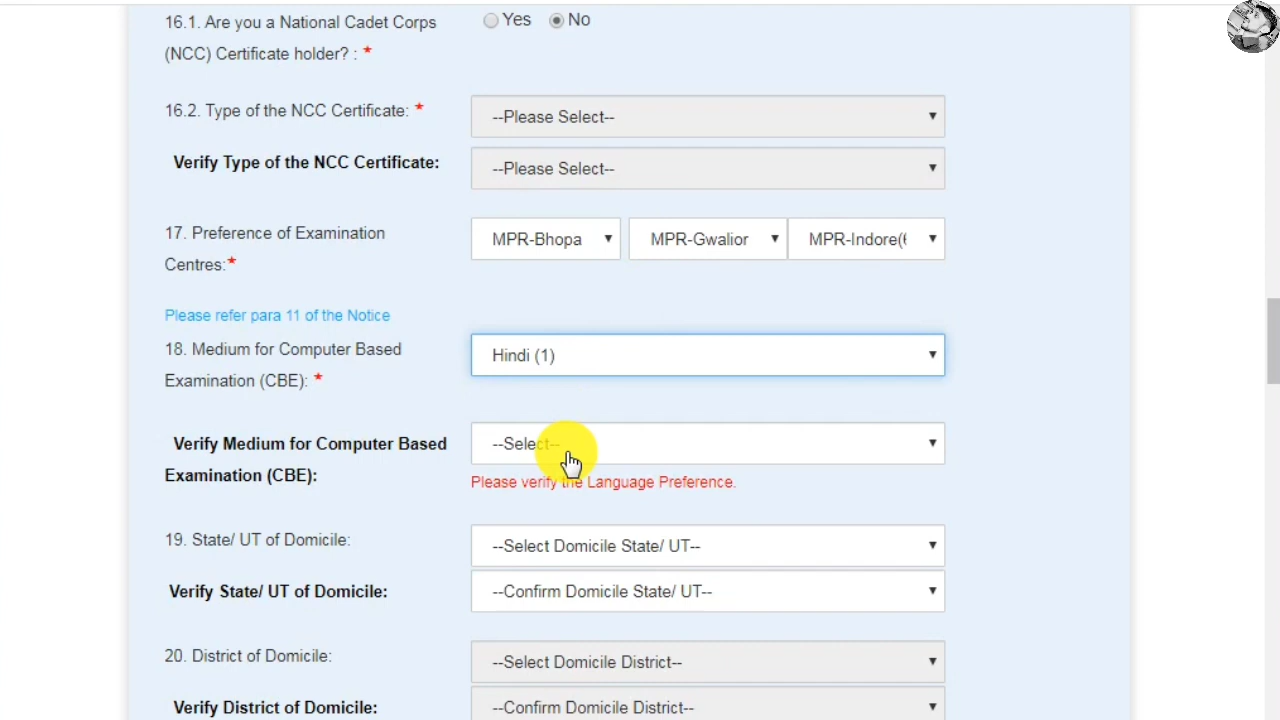 16.1. Are you a National Cadet Corps
(NCC) Certificate holder? : *
Yes No
16.2. Type of the NCC Certificate: *
--Please Select--
Verify Type of the NCC Certificate:
--Please Select--
17. Preference of Examination
Centres:*
MPR-Bhopa MPR-Gwalior MPR-Indore(
Please refer para 11 of the Notice
18. Medium for Computer Based
Examination (CBE): *
Hindi (1)
Verify Medium for Computer Based
Examination (CBE):
--Select--
Please verify the Language Preference.
19. State/ UT of Domicile:
--Select Domicile State/ UT--
Verify State/ UT of Domicile:
--Confirm Domicile State/ UT--
20. District of Domicile:
--Select Domicile District--
Verify District of Domicile:
--Confirm Domicile District--